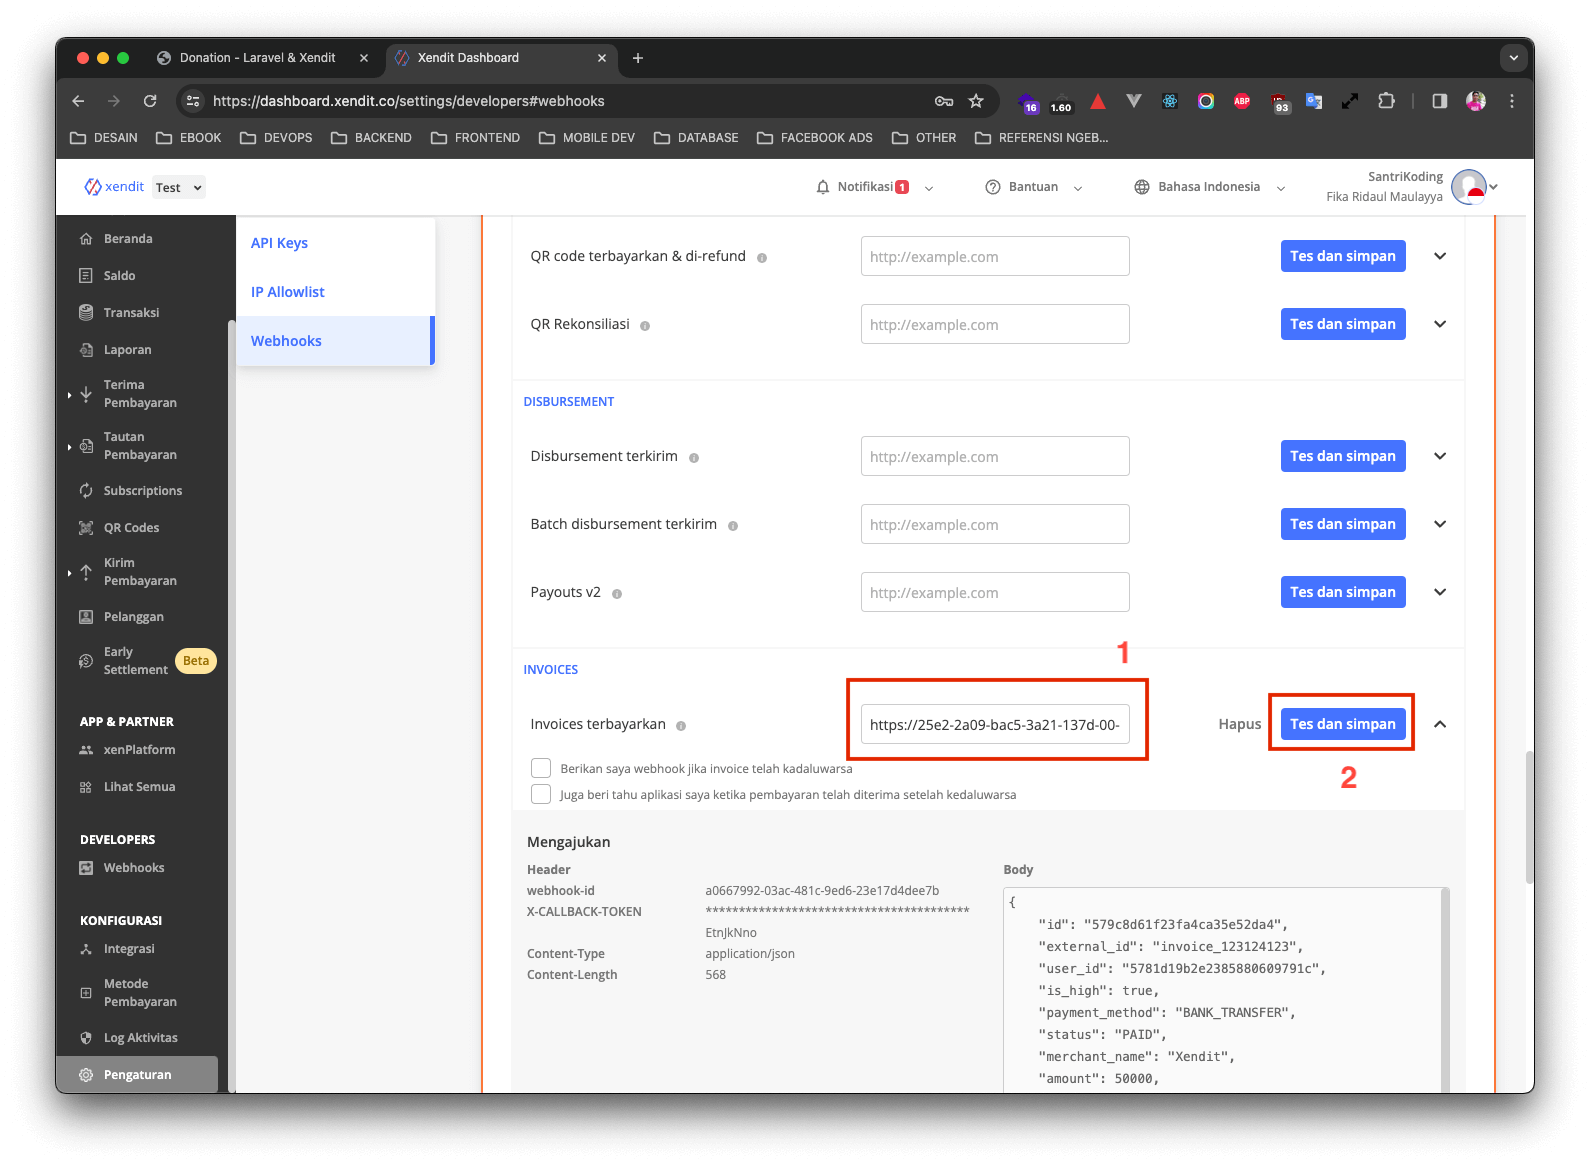 Donation - Laravel & Xendit
Xendit Dashboard
https://dashboard.xendit.co/settings/developers#webhooks
16
1.60
ABP
93
DESAIN
EBOOK
DEVOPS
BACKEND
FRONTEND
MOBILE DEV
DATABASE
FACEBOOK ADS
OTHER
REFERENSI NGEB...
xendit
Test
Notifikasi 1
Bantuan
Bahasa Indonesia
SantriKoding
Fika Ridaul Maulayya
Beranda
Saldo
Transaksi
Laporan
Terima
Pembayaran
Tautan
Pembayaran
Subscriptions
QR Codes
Kirim
Pembayaran
Pelanggan
Early
Settlement
Beta
APP & PARTNER
xenPlatform
Lihat Semua
DEVELOPERS
Webhooks
KONFIGURASI
Integrasi
Metode
Pembayaran
Log Aktivitas
Pengaturan
API Keys
IP Allowlist
Webhooks
QR code terbayarkan & di-refund
http://example.com
Tes dan simpan
QR Rekonsiliasi
http://example.com
Tes dan simpan
DISBURSEMENT
Disbursement terkirim
http://example.com
Tes dan simpan
Batch disbursement terkirim
http://example.com
Tes dan simpan
Payouts v2
http://example.com
Tes dan simpan
1
INVOICES
Invoices terbayarkan
https://25e2-2a09-bac5-3a21-137d-00-
Hapus
Tes dan simpan
2
Berikan saya webhook jika invoice telah kadaluwarsa
Juga beri tahu aplikasi saya ketika pembayaran telah diterima setelah kedaluwarsa
Mengajukan
Header
webhook-id a0667992-03ac-481c-9ed6-23e17d4dee7b
X-CALLBACK-TOKEN ****************************************
EtnJkNno
Content-Type application/json
Content-Length 568
Body
{
"id": "579c8d61f23fa4ca35e52da4",
"external_id": "invoice_123124123",
"user_id": "5781d19b2e2385880609791c",
"is_high": true,
"payment_method": "BANK_TRANSFER",
"status": "PAID",
"merchant_name": "Xendit",
"amount": 50000,